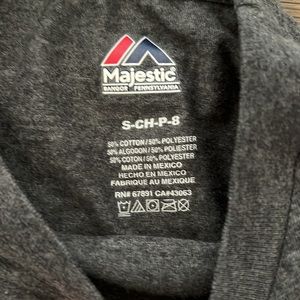 Majestic
BANGOR PENNSYLVANIA
S-CH-P-8
50% COTTON / 50% POLYESTER
50% ALGODON / 50% POLIESTER
50% COTON / 50% POLYESTER
MADE IN MEXICO
HECHO EN MEXICO
FABRIQUE AU MEXIQUE
RN# 67891 CA#43063